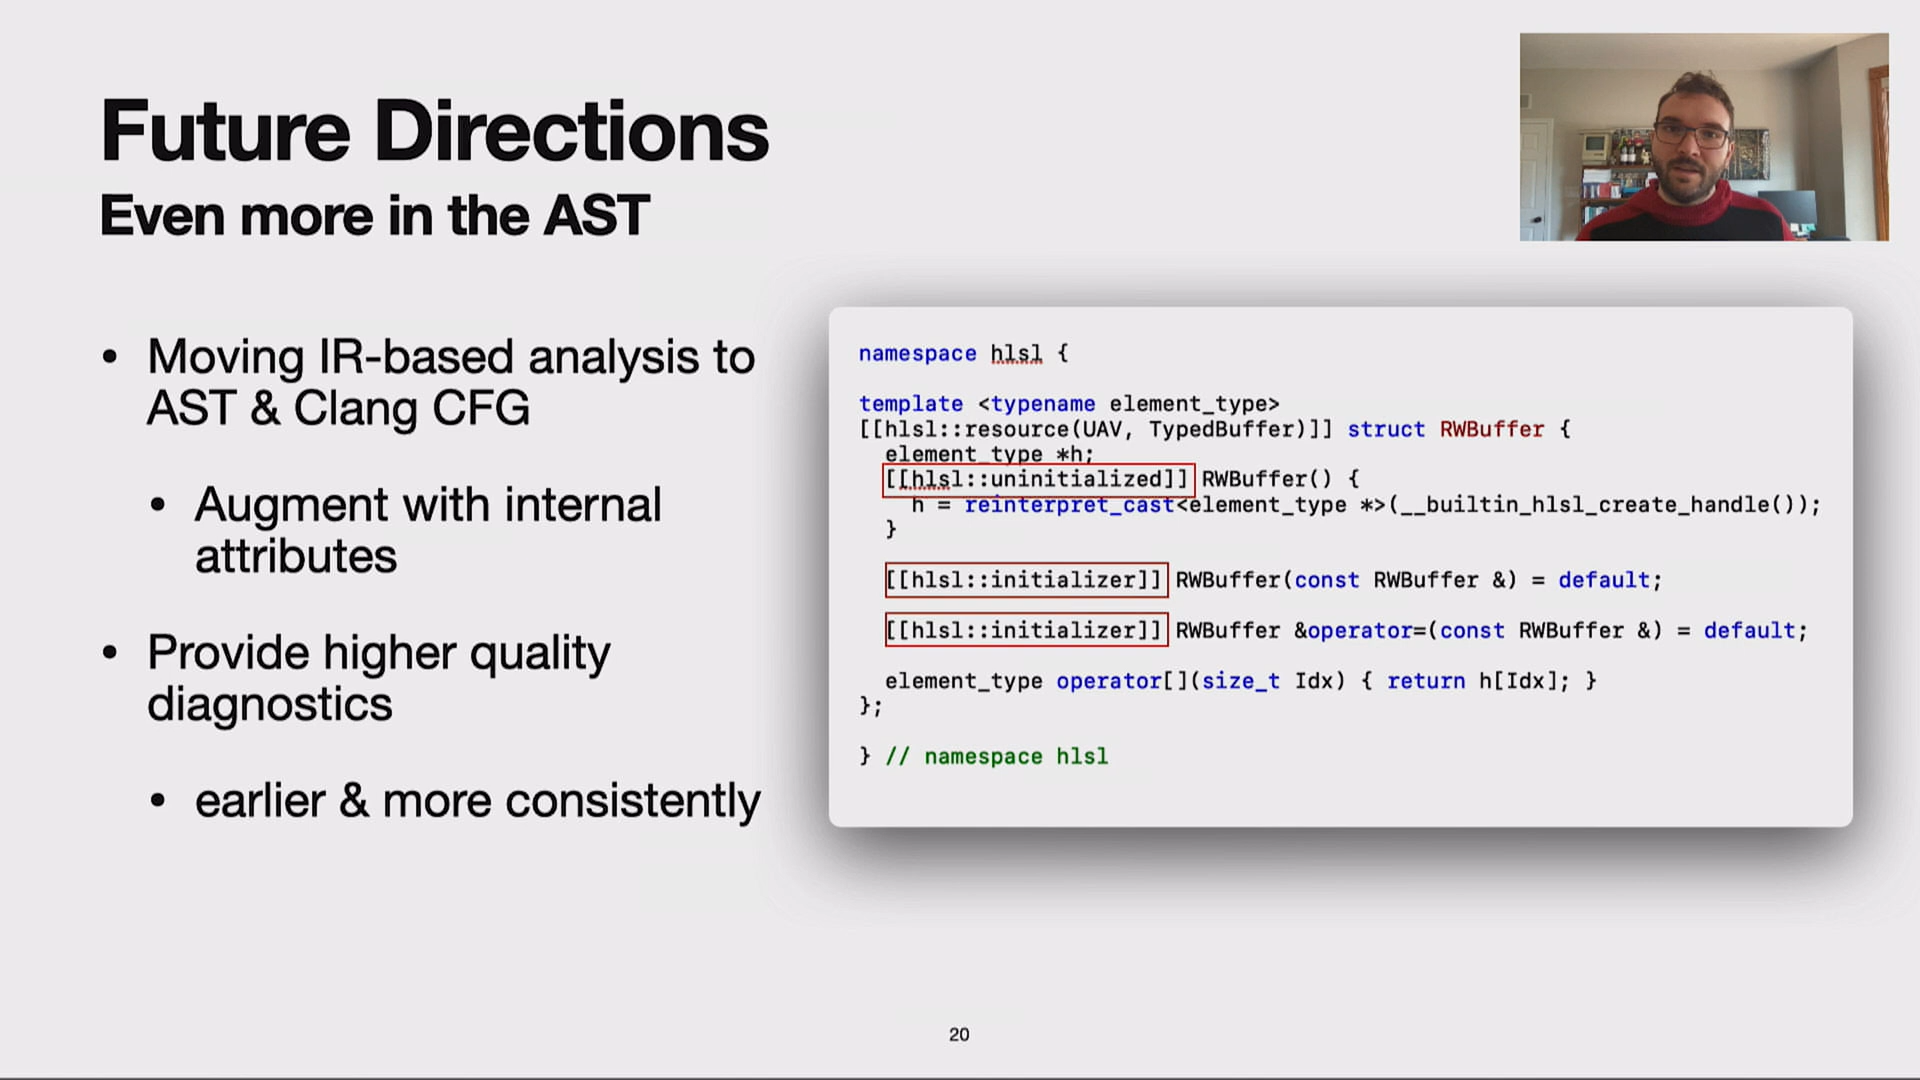 Future Directions
Even more in the AST
• Moving IR-based analysis to
AST & Clang CFG
• Augment with internal
attributes
• Provide higher quality
diagnostics
• earlier & more consistently
namespace hlsl {
template <typename element_type>
[[hlsl::resource(UAV, TypedBuffer)]] struct RWBuffer {
element_type *h;
[[hlsl::uninitialized]] RWBuffer() {
h = reinterpret_cast<element_type *>(__builtin_hlsl_create_handle());
}
[[hlsl::initializer]] RWBuffer(const RWBuffer &) = default;
[[hlsl::initializer]] RWBuffer &operator=(const RWBuffer &) = default;
element_type operator[](size_t Idx) { return h[Idx]; }
};
} // namespace hlsl
20